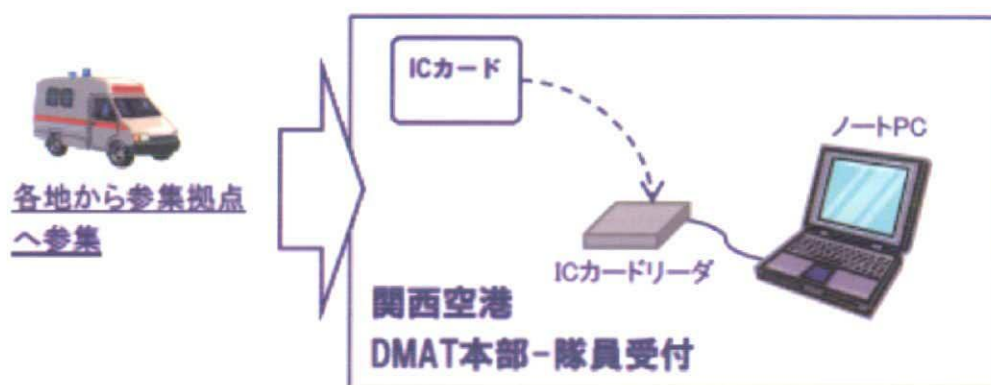 各地から参集拠点
へ参集
ICカード
ノートPC
ICカードリーダ
関西空港
DMAT本部-隊員受付